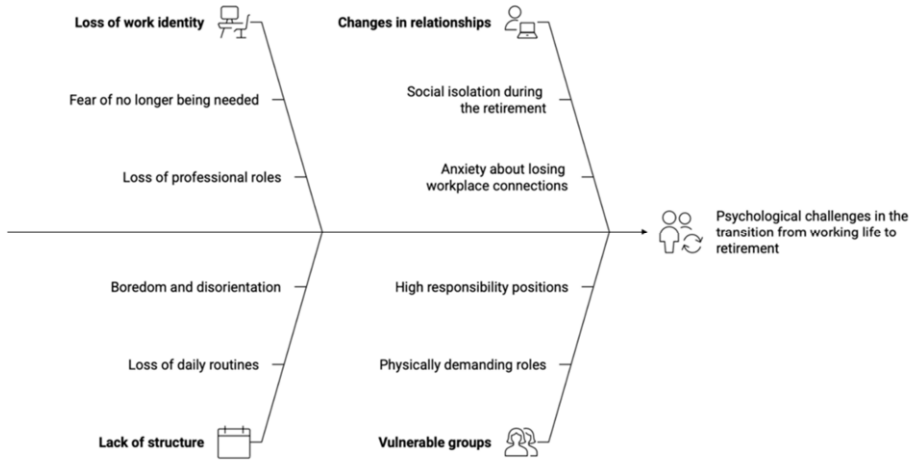 Loss of work identity
Changes in relationships
Fear of no longer being needed
Social isolation during
the retirement
Loss of professional roles
Anxiety about losing
workplace connections
Psychological challenges in the
transition from working life to
retirement
Boredom and disorientation
High responsibility positions
Loss of daily routines
Physically demanding roles
Lack of structure
Vulnerable groups